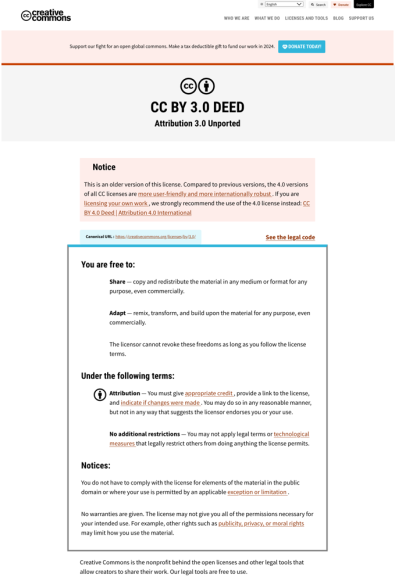 English
Search
Donate
Explore CC
creative
commons
WHO WE ARE WHAT WE DO LICENSES AND TOOLS BLOG SUPPORT US
Support our fight for an open global commons. Make a tax deductible gift to fund our work in 2024.
DONATE TODAY!
CC BY 3.0 DEED
Attribution 3.0 Unported
Notice
This is an older version of this license. Compared to previous versions, the 4.0 versions
of all CC licenses are more user-friendly and more internationally robust . If you are
licensing your own work , we strongly recommend the use of the 4.0 license instead: CC
BY 4.0 Deed | Attribution 4.0 International
Canonical URL : https://creativecommons.org/licenses/by/3.0/
See the legal code
You are free to:
Share — copy and redistribute the material in any medium or format for any
purpose, even commercially.
Adapt — remix, transform, and build upon the material for any purpose, even
commercially.
The licensor cannot revoke these freedoms as long as you follow the license
terms.
Under the following terms:
Attribution — You must give appropriate credit , provide a link to the license,
and indicate if changes were made . You may do so in any reasonable manner,
but not in any way that suggests the licensor endorses you or your use.
No additional restrictions — You may not apply legal terms or technological
measures that legally restrict others from doing anything the license permits.
Notices:
You do not have to comply with the license for elements of the material in the public
domain or where your use is permitted by an applicable exception or limitation .
No warranties are given. The license may not give you all of the permissions necessary for
your intended use. For example, other rights such as publicity, privacy, or moral rights
may limit how you use the material.
Creative Commons is the nonprofit behind the open licenses and other legal tools that
allow creators to share their work. Our legal tools are free to use.